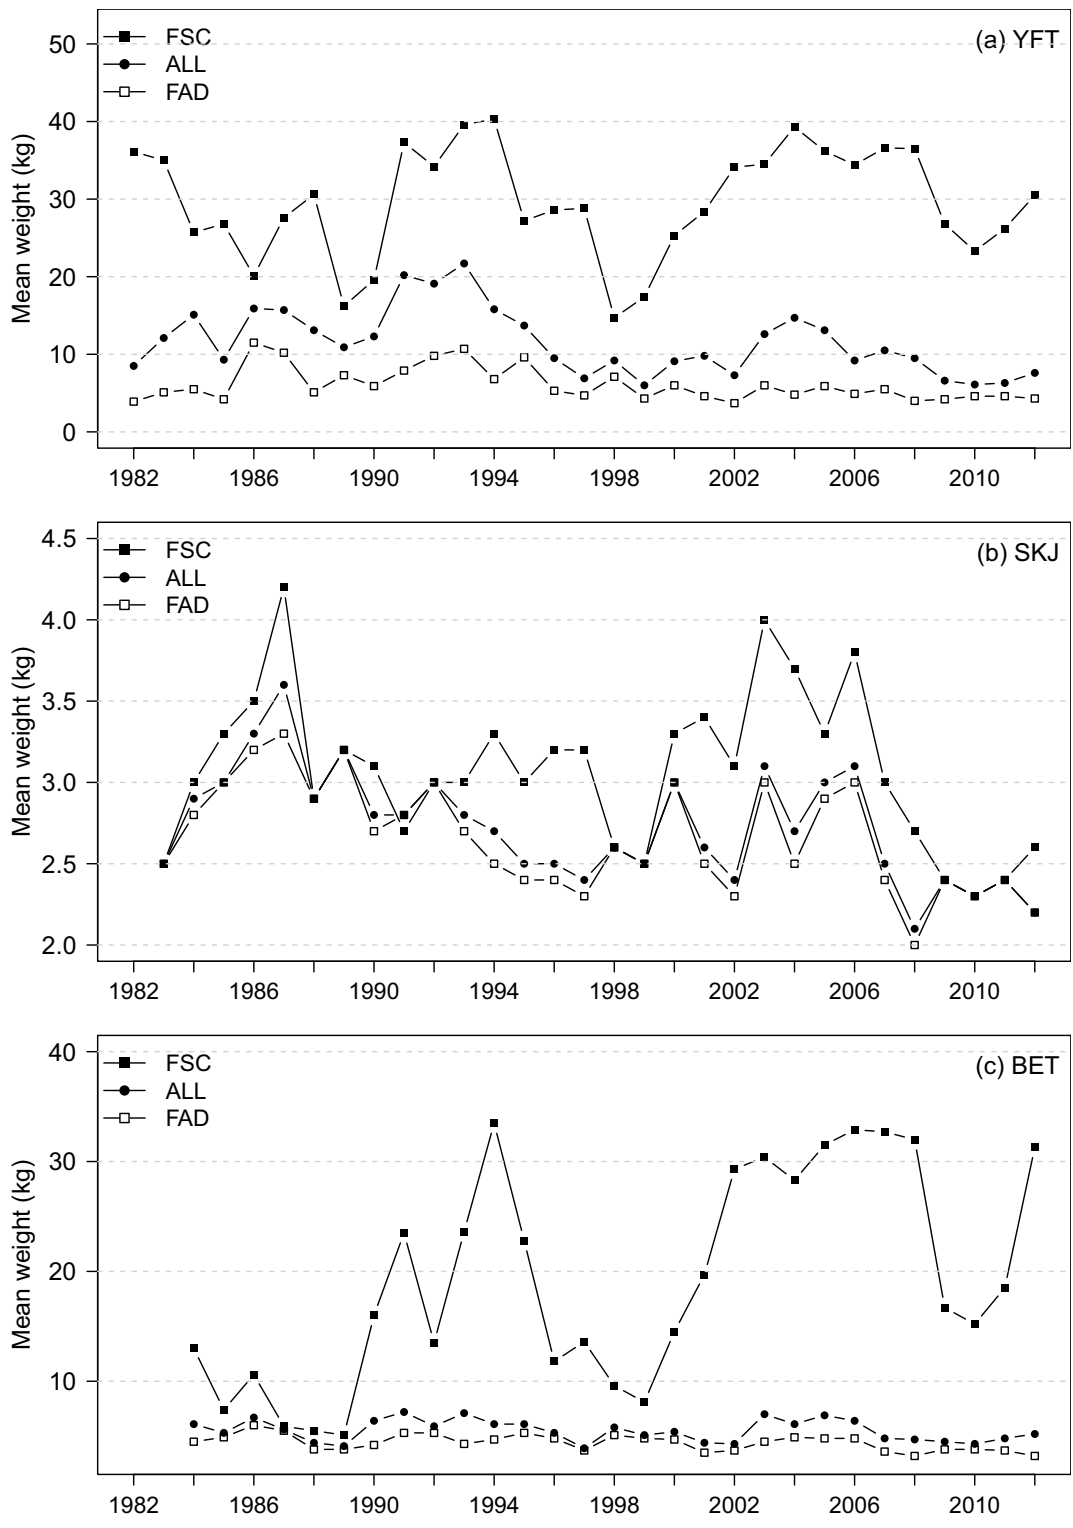 (a) YFT
FSC
ALL
FAD
Mean weight (kg)
50
40
30
20
10
0
1982 1986 1990 1994 1998 2002 2006 2010
(b) SKJ
FSC
ALL
FAD
Mean weight (kg)
4.5
4.0
3.5
3.0
2.5
2.0
1982 1986 1990 1994 1998 2002 2006 2010
(c) BET
FSC
ALL
FAD
Mean weight (kg)
40
30
20
10
1982 1986 1990 1994 1998 2002 2006 2010